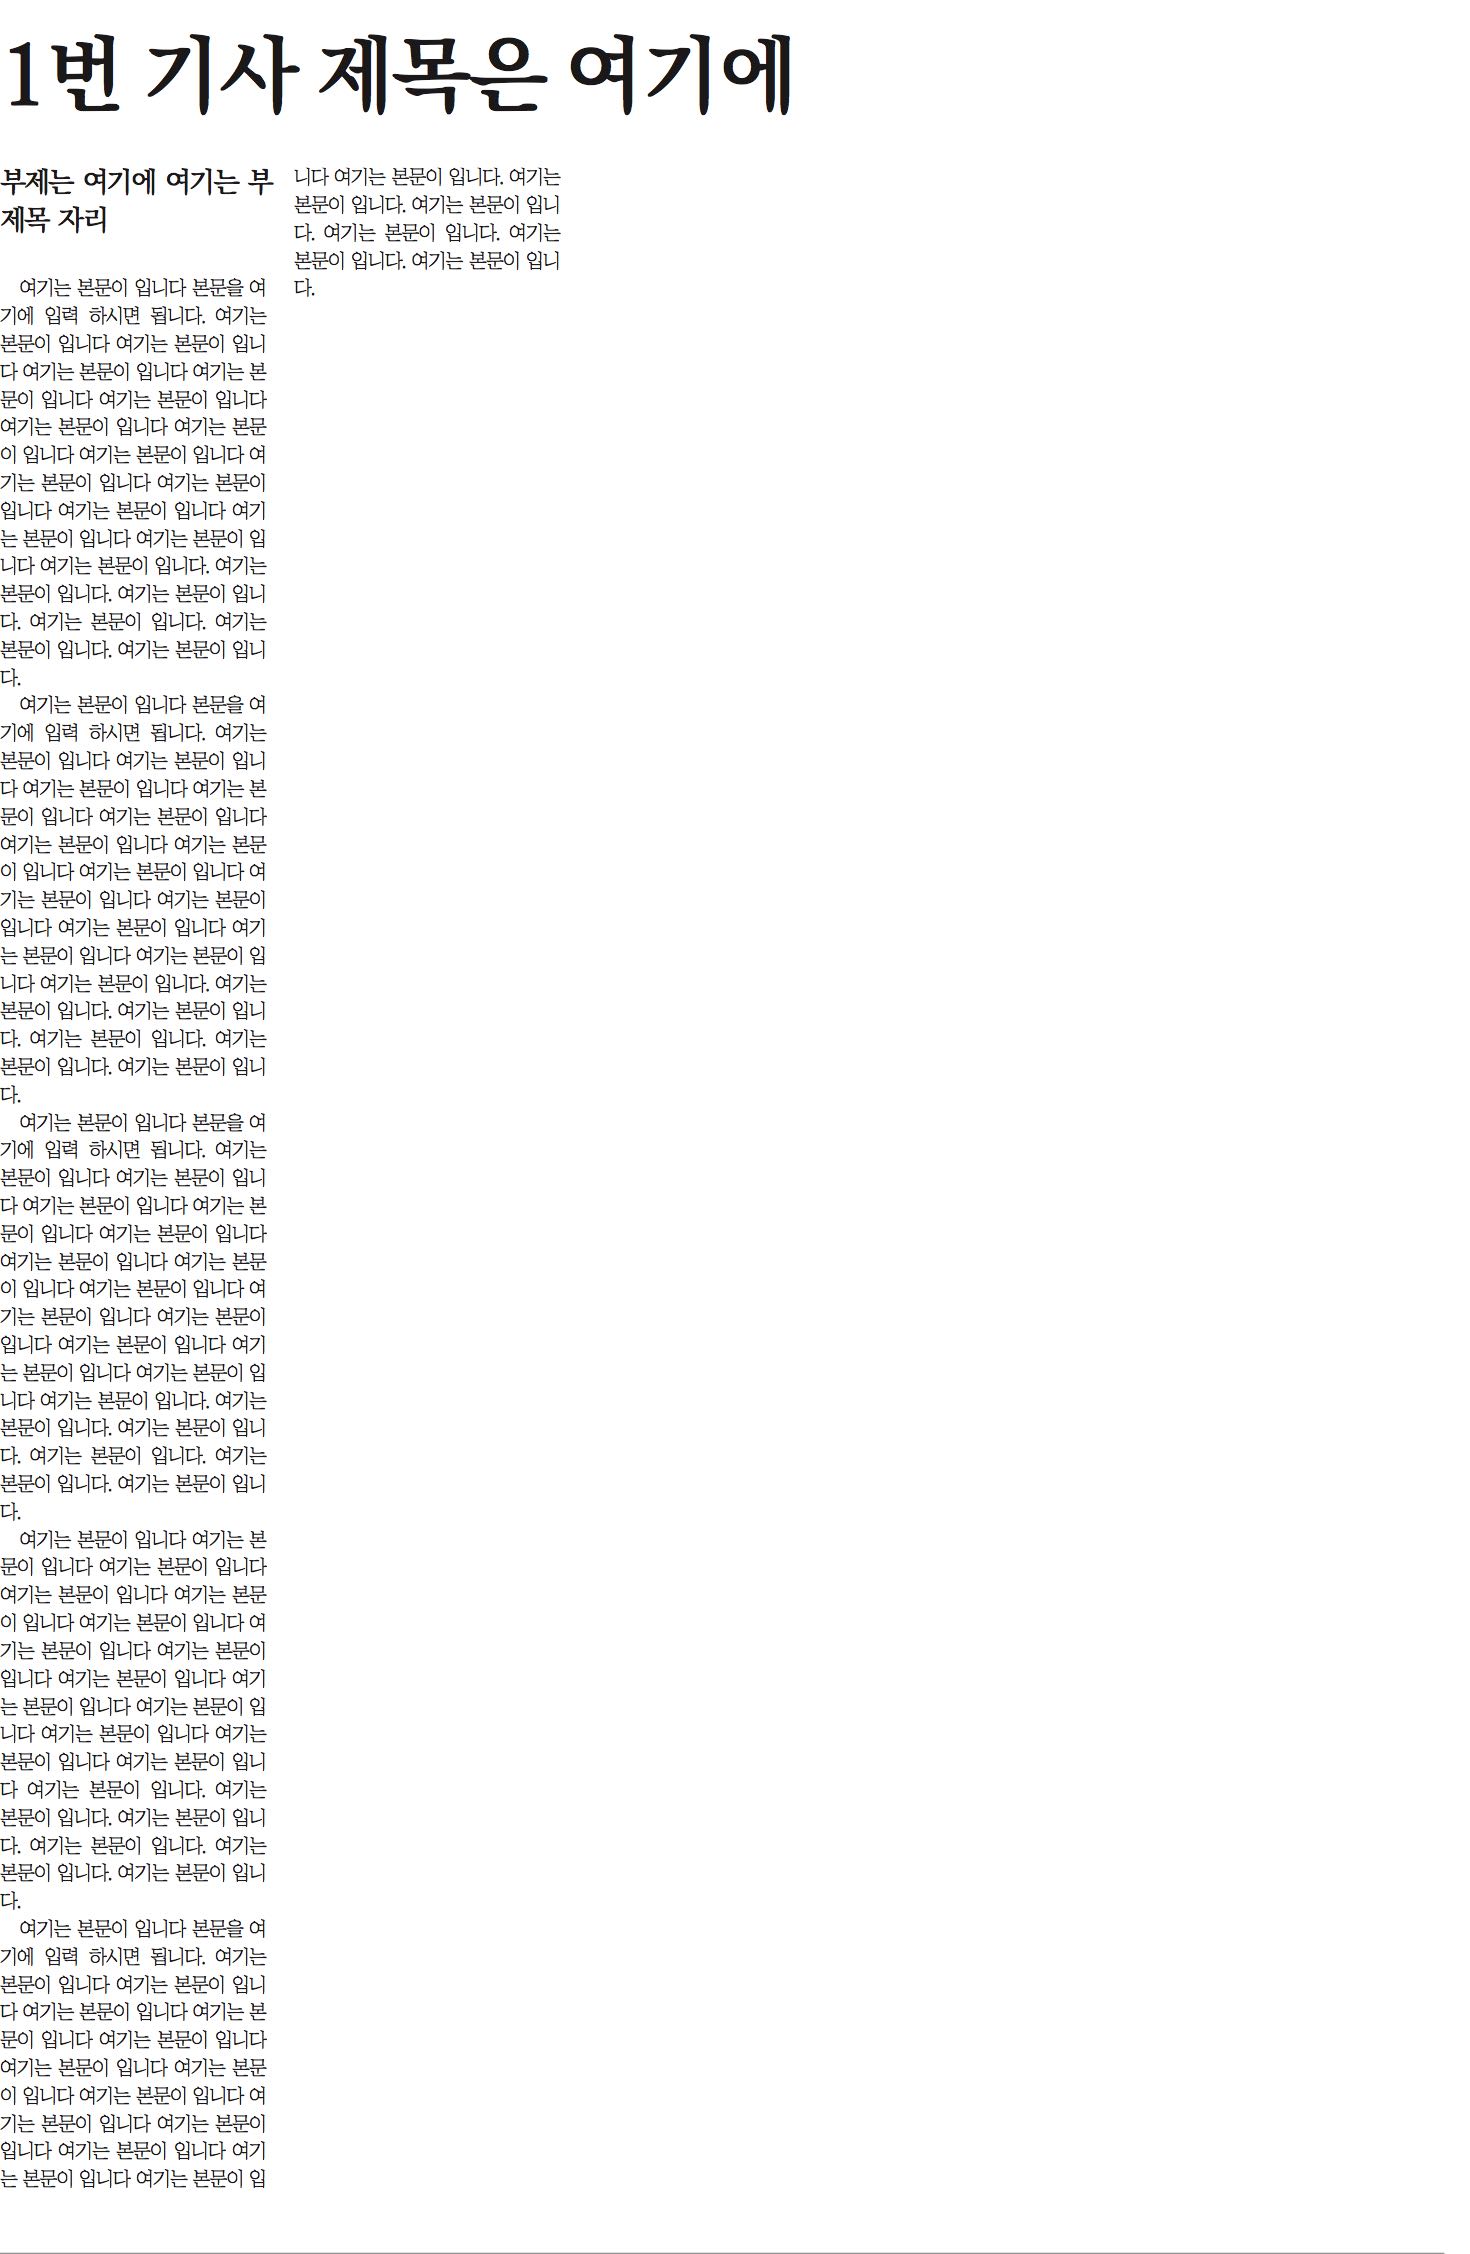 1번 기사 제목은 여기에
부제는 여기에 여기는 부
제목 자리
여기는 본문이 입니다 본문을 여
기에 입력 하시면 됩니다. 여기는
본문이 입니다 여기는 본문이 입니
다 여기는 본문이 입니다 여기는 본
문이 입니다 여기는 본문이 입니다
여기는 본문이 입니다 여기는 본문
이 입니다 여기는 본문이 입니다 여
기는 본문이 입니다 여기는 본문이
입니다 여기는 본문이 입니다 여기
는 본문이 입니다 여기는 본문이 입
니다 여기는 본문이 입니다. 여기는
본문이 입니다. 여기는 본문이 입니
다. 여기는 본문이 입니다. 여기는
본문이 입니다. 여기는 본문이 입니
다.
여기는 본문이 입니다 본문을 여
기에 입력 하시면 됩니다. 여기는
본문이 입니다 여기는 본문이 입니
다 여기는 본문이 입니다 여기는 본
문이 입니다 여기는 본문이 입니다
여기는 본문이 입니다 여기는 본문
이 입니다 여기는 본문이 입니다 여
기는 본문이 입니다 여기는 본문이
입니다 여기는 본문이 입니다 여기
는 본문이 입니다 여기는 본문이 입
니다 여기는 본문이 입니다. 여기는
본문이 입니다. 여기는 본문이 입니
다. 여기는 본문이 입니다. 여기는
본문이 입니다. 여기는 본문이 입니
다.
여기는 본문이 입니다 본문을 여
기에 입력 하시면 됩니다. 여기는
본문이 입니다 여기는 본문이 입니
다 여기는 본문이 입니다 여기는 본
문이 입니다 여기는 본문이 입니다
여기는 본문이 입니다 여기는 본문
이 입니다 여기는 본문이 입니다 여
기는 본문이 입니다 여기는 본문이
입니다 여기는 본문이 입니다 여기
는 본문이 입니다 여기는 본문이 입
니다 여기는 본문이 입니다. 여기는
본문이 입니다. 여기는 본문이 입니
다. 여기는 본문이 입니다. 여기는
본문이 입니다. 여기는 본문이 입니
다.
여기는 본문이 입니다 여기는 본
문이 입니다 여기는 본문이 입니다
여기는 본문이 입니다 여기는 본문
이 입니다 여기는 본문이 입니다 여
기는 본문이 입니다 여기는 본문이
입니다 여기는 본문이 입니다 여기
는 본문이 입니다 여기는 본문이 입
니다 여기는 본문이 입니다 여기는
본문이 입니다 여기는 본문이 입니
다 여기는 본문이 입니다. 여기는
본문이 입니다. 여기는 본문이 입니
다. 여기는 본문이 입니다. 여기는
본문이 입니다. 여기는 본문이 입니
다.
여기는 본문이 입니다 본문을 여
기에 입력 하시면 됩니다. 여기는
본문이 입니다 여기는 본문이 입니
다 여기는 본문이 입니다 여기는 본
문이 입니다 여기는 본문이 입니다
여기는 본문이 입니다 여기는 본문
이 입니다 여기는 본문이 입니다 여
기는 본문이 입니다 여기는 본문이
입니다 여기는 본문이 입니다 여기
는 본문이 입니다 여기는 본문이 입
니다 여기는 본문이 입니다. 여기는
본문이 입니다. 여기는 본문이 입니
다. 여기는 본문이 입니다. 여기는
본문이 입니다. 여기는 본문이 입니
다.